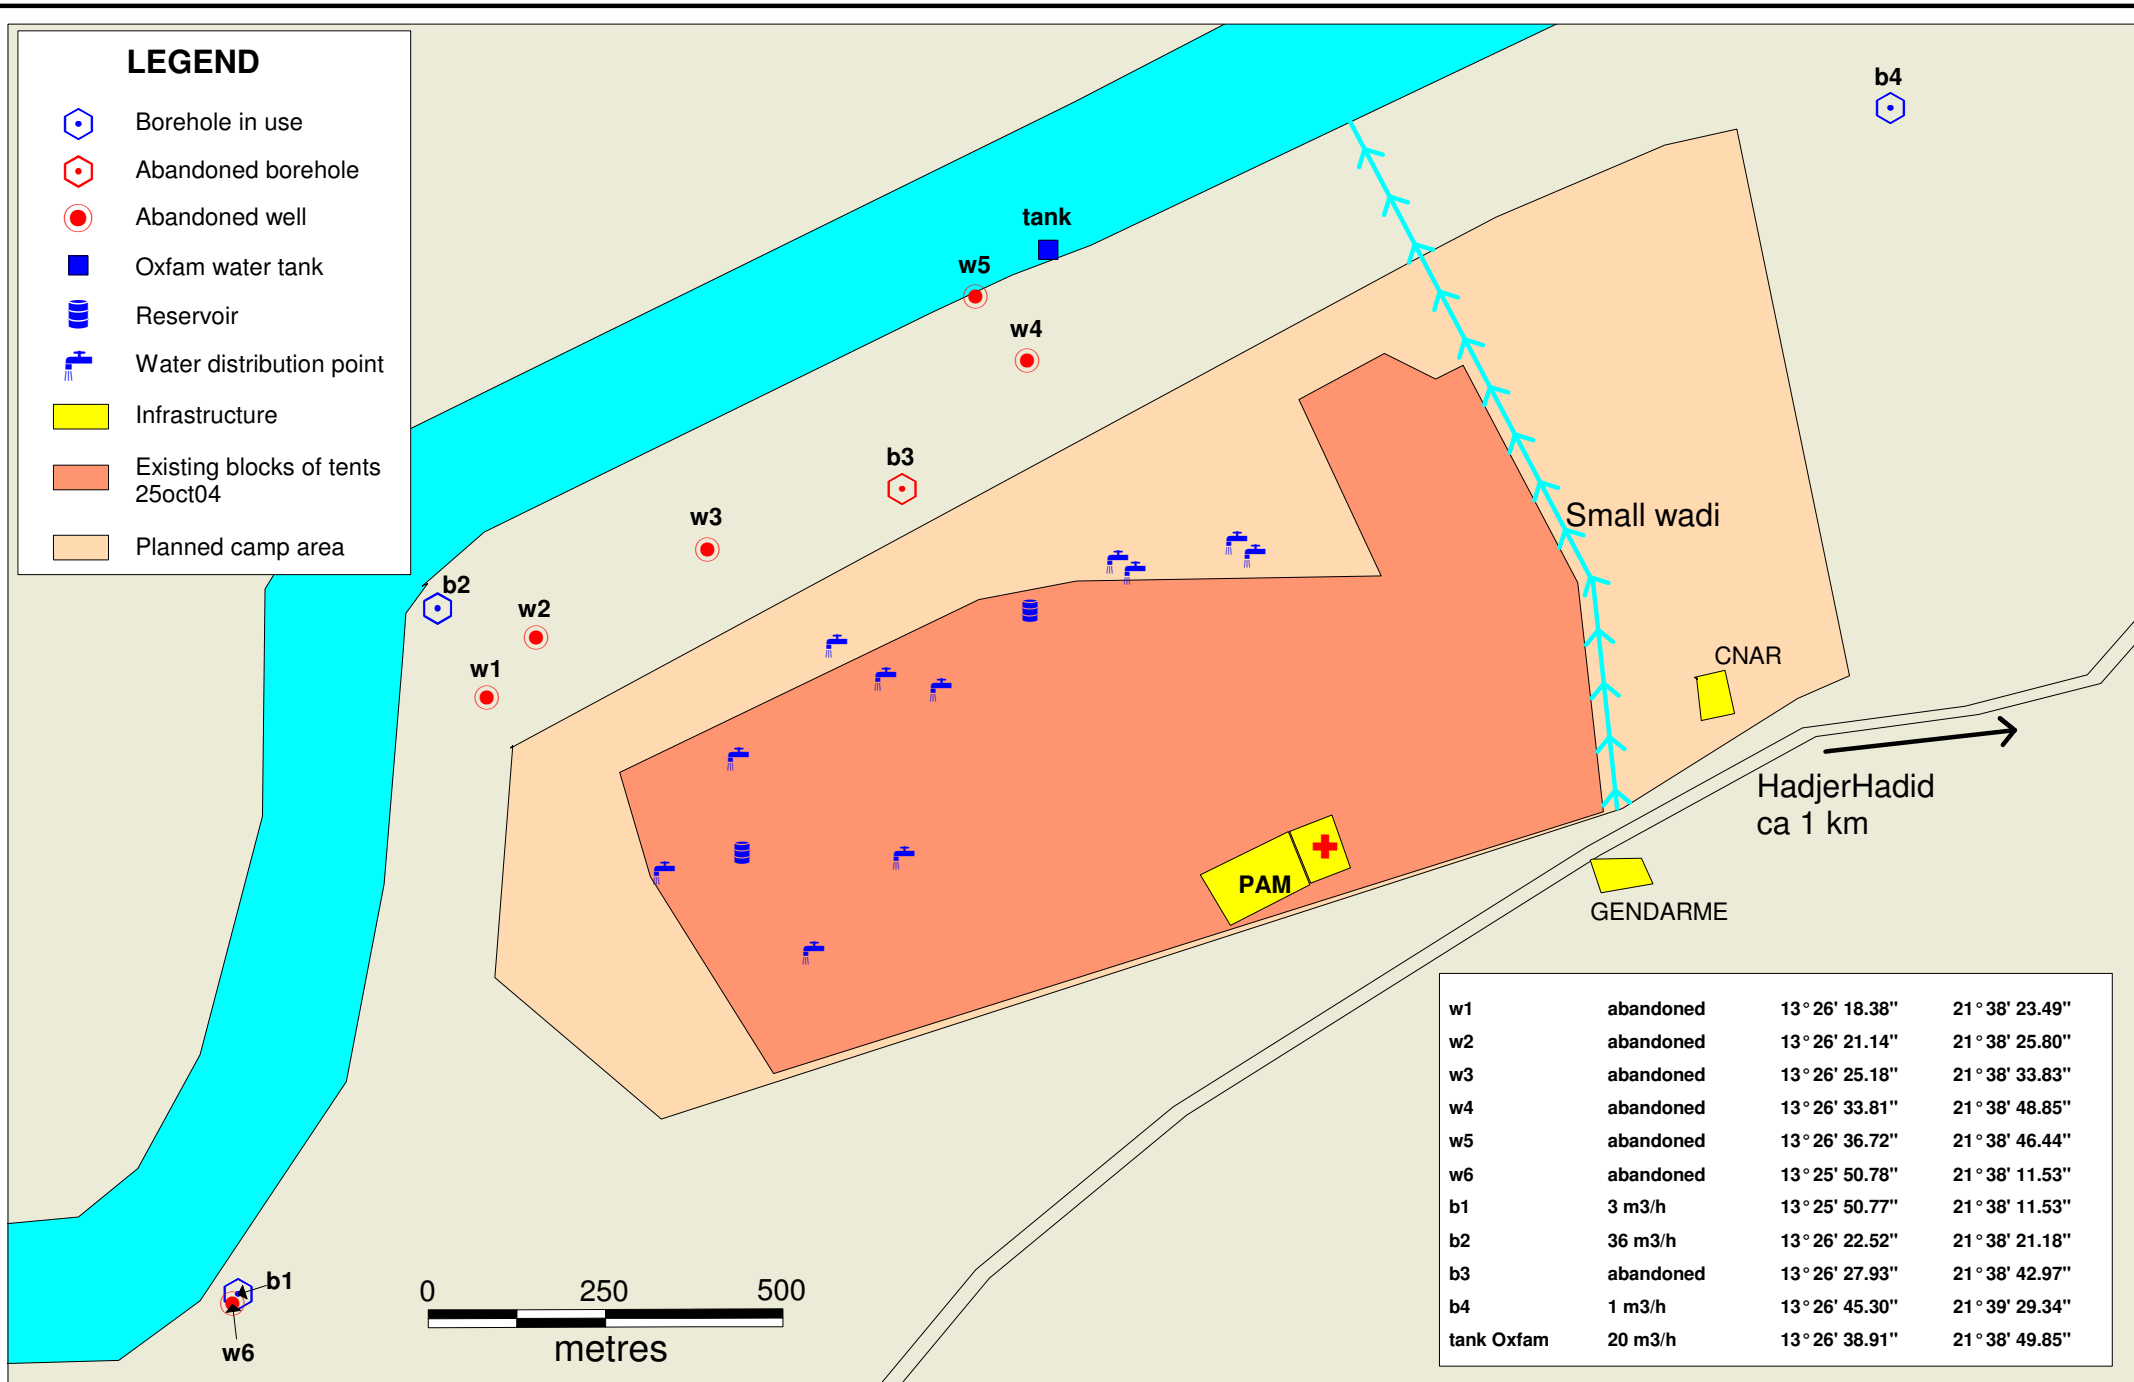 LEGEND
Borehole in use
Abandoned borehole
Abandoned well
Oxfam water tank
Reservoir
Water distribution point
Infrastructure
Existing blocks of tents
25oct04
Planned camp area
b4
tank
w5
w4
b3
w3
b2
w2
w1
Small wadi
CNAR
HadjerHadid
ca 1 km
PAM
GENDARME
b1
w6
0 250 500
metres
w1 abandoned 13° 26' 18.38" 21° 38' 23.49"
w2 abandoned 13° 26' 21.14" 21° 38' 25.80"
w3 abandoned 13° 26' 25.18" 21° 38' 33.83"
w4 abandoned 13° 26' 33.81" 21° 38' 48.85"
w5 abandoned 13° 26' 36.72" 21° 38' 46.44"
w6 abandoned 13° 25' 50.78" 21° 38' 11.53"
b1 3 m3/h 13° 25' 50.77" 21° 38' 11.53"
b2 36 m3/h 13° 26' 22.52" 21° 38' 21.18"
b3 abandoned 13° 26' 27.93" 21° 38' 42.97"
b4 1 m3/h 13° 26' 45.30" 21° 39' 29.34"
tank Oxfam 20 m3/h 13° 26' 38.91" 21° 38' 49.85"